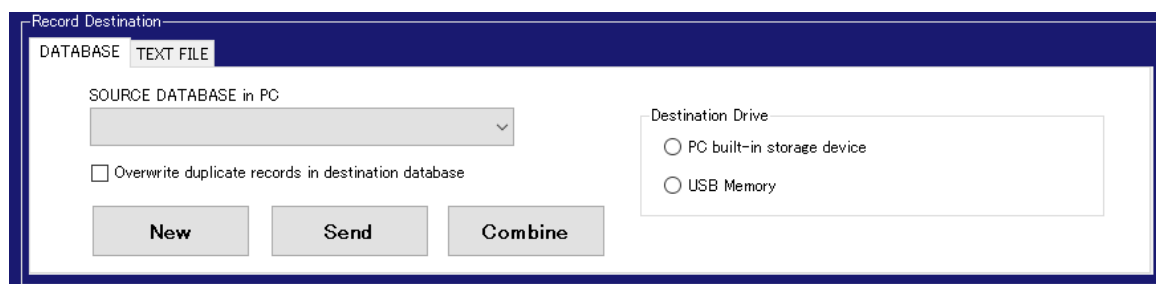 Record Destination
DATABASE TEXT FILE
SOURCE DATABASE in PC
Overwrite duplicate records in destination database
New Send Combine
Destination Drive
PC built-in storage device
USB Memory